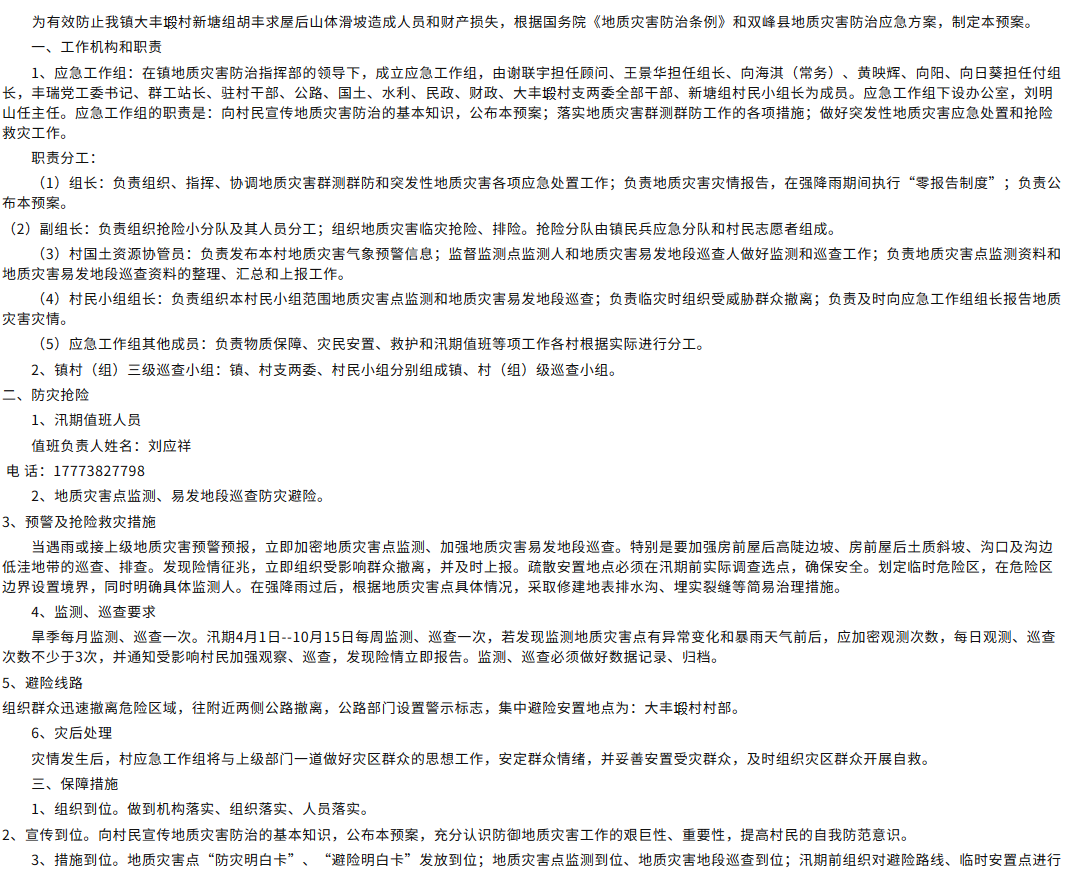 为有效防止我镇大丰塅村新塘组胡丰求屋后山体滑坡造成人员和财产损失，根据国务院《地质灾害防治条例》和双峰县地质灾害防治应急方案，制定本预案。
一、工作机构和职责
1、应急工作组：在镇地质灾害防治指挥部的领导下，成立应急工作组，由谢联宇担任顾问、王景华担任组长、向海淇（常务）、黄映辉、向阳、向日葵担任付组
长，丰瑞党工委书记、群工站长、驻村干部、公路、国土、水利、民政、财政、大丰塅村支两委全部干部、新塘组村民小组长为成员。应急工作组下设办公室，刘明
山任主任。应急工作组的职责是：向村民宣传地质灾害防治的基本知识，公布本预案；落实地质灾害群测群防工作的各项措施；做好突发性地质灾害应急处置和抢险
救灾工作。
职责分工：
（1）组长：负责组织、指挥、协调地质灾害群测群防和突发性地质灾害各项应急处置工作；负责地质灾害灾情报告，在强降雨期间执行“零报告制度”；负责公
布本预案。
（2）副组长：负责组织抢险小分队及其人员分工；组织地质灾害临灾抢险、排险。抢险分队由镇民兵应急分队和村民志愿者组成。
（3）村国土资源协管员：负责发布本村地质灾害气象预警信息；监督监测点监测人和地质灾害易发地段巡查人做好监测和巡查工作；负责地质灾害点监测资料和
地质灾害易发地段巡查资料的整理、汇总和上报工作。
（4）村民小组组长：负责组织本村民小组范围地质灾害点监测和地质灾害易发地段巡查；负责临灾时组织受威胁群众撤离；负责及时向应急工作组组长报告地质
灾害灾情。
（5）应急工作组其他成员：负责物质保障、灾民安置、救护和汛期值班等项工作各村根据实际进行分工。
2、镇村（组）三级巡查小组：镇、村支两委、村民小组分别组成镇、村（组）级巡查小组。
二、防灾抢险
1、汛期值班人员
值班负责人姓名：刘应祥
电 话：17773827798
2、地质灾害点监测、易发地段巡查防灾避险。
3、预警及抢险救灾措施
当遇雨或接上级地质灾害预警预报，立即加密地质灾害点监测、加强地质灾害易发地段巡查。特别是要加强房前屋后高陡边坡、房前屋后土质斜坡、沟口及沟边
低洼地带的巡查、排查。发现险情征兆，立即组织受影响群众撤离，并及时上报。疏散安置地点必须在汛期前实际调查选点，确保安全。划定临时危险区，在危险区
边界设置境界，同时明确具体监测人。在强降雨过后，根据地质灾害点具体情况，采取修建地表排水沟、埋实裂缝等简易治理措施。
4、监测、巡查要求
旱季每月监测、巡查一次。汛期4月1日--10月15日每周监测、巡查一次，若发现监测地质灾害点有异常变化和暴雨天气前后，应加密观测次数，每日观测、巡查
次数不少于3次，并通知受影响村民加强观察、巡查，发现险情立即报告。监测、巡查必须做好数据记录、归档。
5、避险线路
组织群众迅速撤离危险区域，往附近两侧公路撤离，公路部门设置警示标志，集中避险安置地点为：大丰塅村村部。
6、灾后处理
灾情发生后，村应急工作组将与上级部门一道做好灾区群众的思想工作，安定群众情绪，并妥善安置受灾群众，及时组织灾区群众开展自救。
三、保障措施
1、组织到位。做到机构落实、组织落实、人员落实。
2、宣传到位。向村民宣传地质灾害防治的基本知识，公布本预案，充分认识防御地质灾害工作的艰巨性、重要性，提高村民的自我防范意识。
3、措施到位。地质灾害点“防灾明白卡”、“避险明白卡”发放到位；地质灾害点监测到位、地质灾害地段巡查到位；汛期前组织对避险路线、临时安置点进行